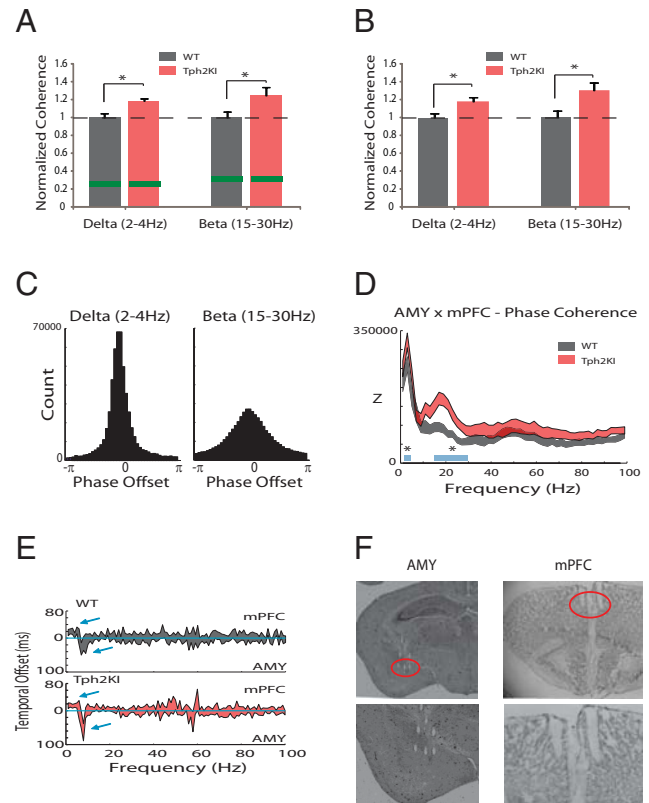 A
B
WT
Tph2KI
WT
Tph2KI
Normalized Coherence
1.6
1.4
1.2
1
0.8
0.6
0.4
0.2
0
*
*
Delta (2-4Hz)
Beta (15-30Hz)
Normalized Coherence
1.6
1.4
1.2
1
0.8
0.6
0.4
0.2
0
*
*
Delta (2-4Hz)
Beta (15-30Hz)
C
Delta (2-4Hz)
Beta (15-30Hz)
70000
Count
0
-π 0 π
Phase Offset
-π 0 π
Phase Offset
D
AMY x mPFC - Phase Coherence
350000
WT
Tph2KI
Z
* *
0
0 20 40 60 80 100
Frequency (Hz)
E
WT
80
mPFC
0
AMY
100
Tph2KI
80
mPFC
0
AMY
100
Temporal Offset (ms)
0 20 40 60 80 100
Frequency (Hz)
F
AMY
mPFC